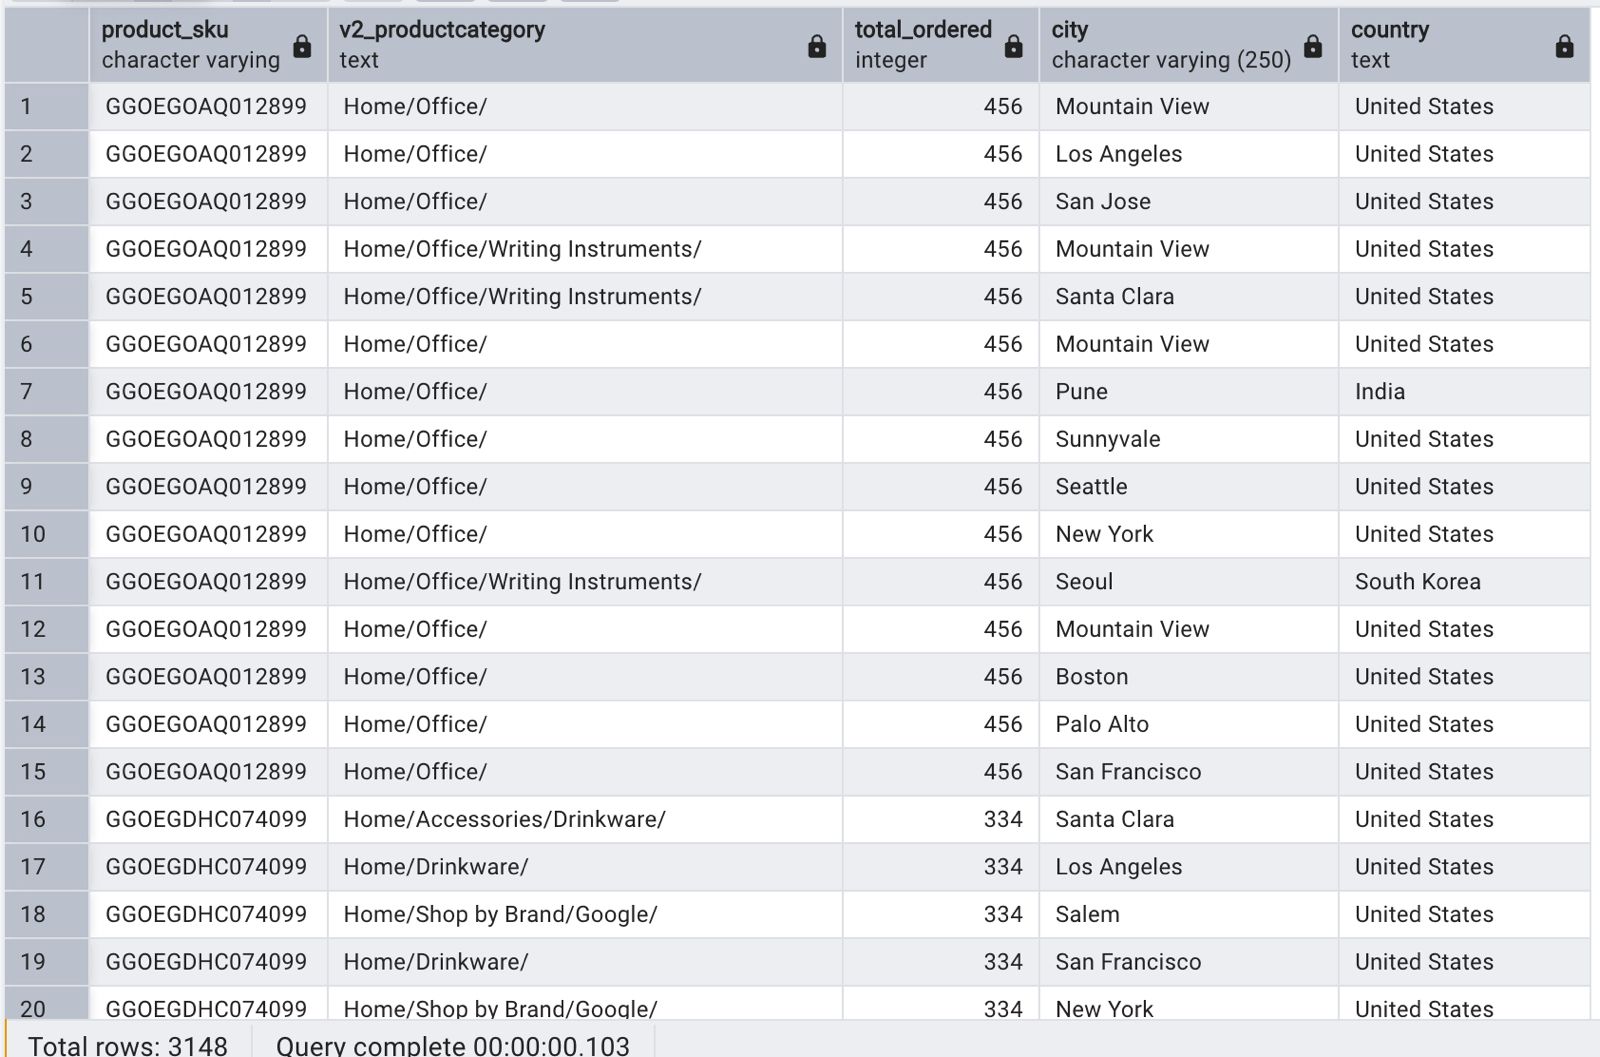 product_sku v2_productcategory total_ordered city country
character varying text integer character varying (250) text
1 GGOEGOAQ012899 Home/Office/ 456 Mountain View United States
2 GGOEGOAQ012899 Home/Office/ 456 Los Angeles United States
3 GGOEGOAQ012899 Home/Office/ 456 San Jose United States
4 GGOEGOAQ012899 Home/Office/Writing Instruments/ 456 Mountain View United States
5 GGOEGOAQ012899 Home/Office/Writing Instruments/ 456 Santa Clara United States
6 GGOEGOAQ012899 Home/Office/ 456 Mountain View United States
7 GGOEGOAQ012899 Home/Office/ 456 Pune India
8 GGOEGOAQ012899 Home/Office/ 456 Sunnyvale United States
9 GGOEGOAQ012899 Home/Office/ 456 Seattle United States
10 GGOEGOAQ012899 Home/Office/ 456 New York United States
11 GGOEGOAQ012899 Home/Office/Writing Instruments/ 456 Seoul South Korea
12 GGOEGOAQ012899 Home/Office/ 456 Mountain View United States
13 GGOEGOAQ012899 Home/Office/ 456 Boston United States
14 GGOEGOAQ012899 Home/Office/ 456 Palo Alto United States
15 GGOEGOAQ012899 Home/Office/ 456 San Francisco United States
16 GGOEGDHC074099 Home/Accessories/Drinkware/ 334 Santa Clara United States
17 GGOEGDHC074099 Home/Drinkware/ 334 Los Angeles United States
18 GGOEGDHC074099 Home/Shop by Brand/Google/ 334 Salem United States
19 GGOEGDHC074099 Home/Drinkware/ 334 San Francisco United States
20 GGOEGDHC074099 Home/Shop by Brand/Google/ 334 New York United States
Total rows: 3148 Query complete 00:00:00.103